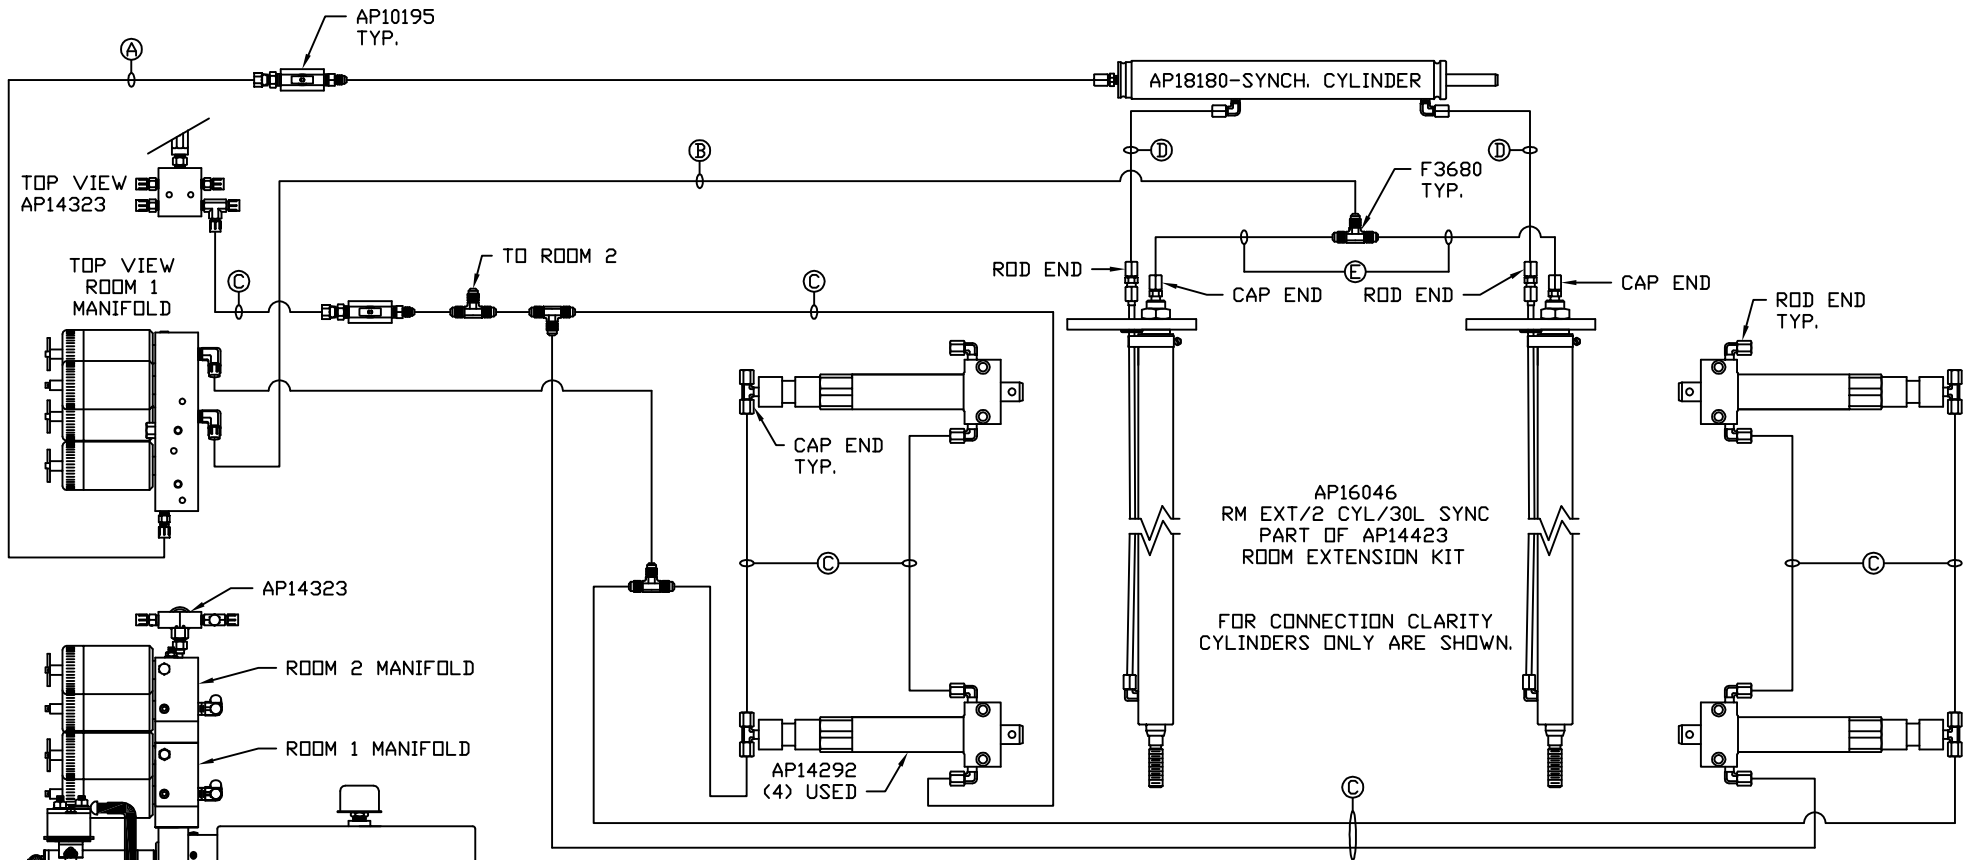 AP10195
TYP.
A
AP18180-SYNCH. CYLINDER
B
D
D
F3680
TYP.
TOP VIEW
AP14323
TO ROOM 2
TOP VIEW
ROOM 1
MANIFOLD
C
C
ROD END
E
CAP END
ROD END
CAP END
ROD END
TYP.
CAP END
TYP.
AP16046
RM EXT/2 CYL/30L SYNC
PART OF AP14423
ROOM EXTENSION KIT
C
C
AP14323
FOR CONNECTION CLARITY
CYLINDERS ONLY ARE SHOWN.
ROOM 2 MANIFOLD
ROOM 1 MANIFOLD
AP14292
(4) USED
C